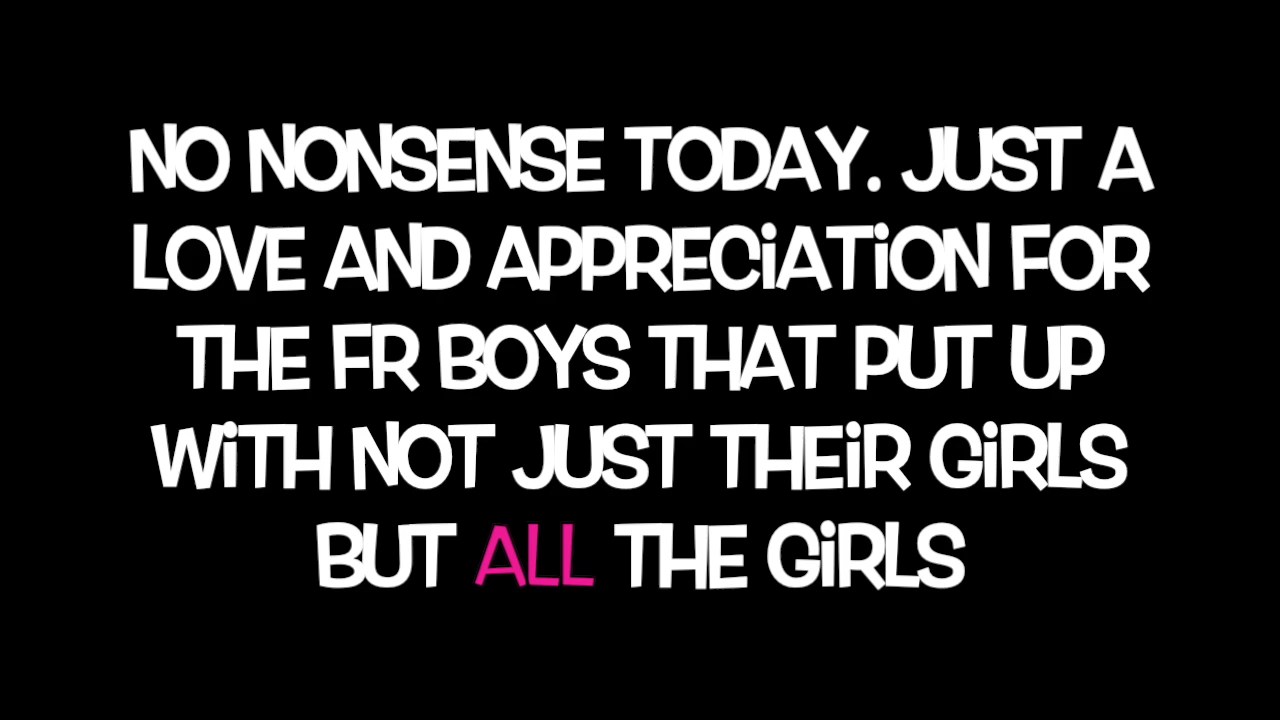 NO NONSENSE TODAY. JUST A
LOVE AND APPRECiATiON FOR
THE FR BOYS THAT PUT UP
WiTH NOT JUST THEiR GiRLS
BUT ALL THE GiRLS